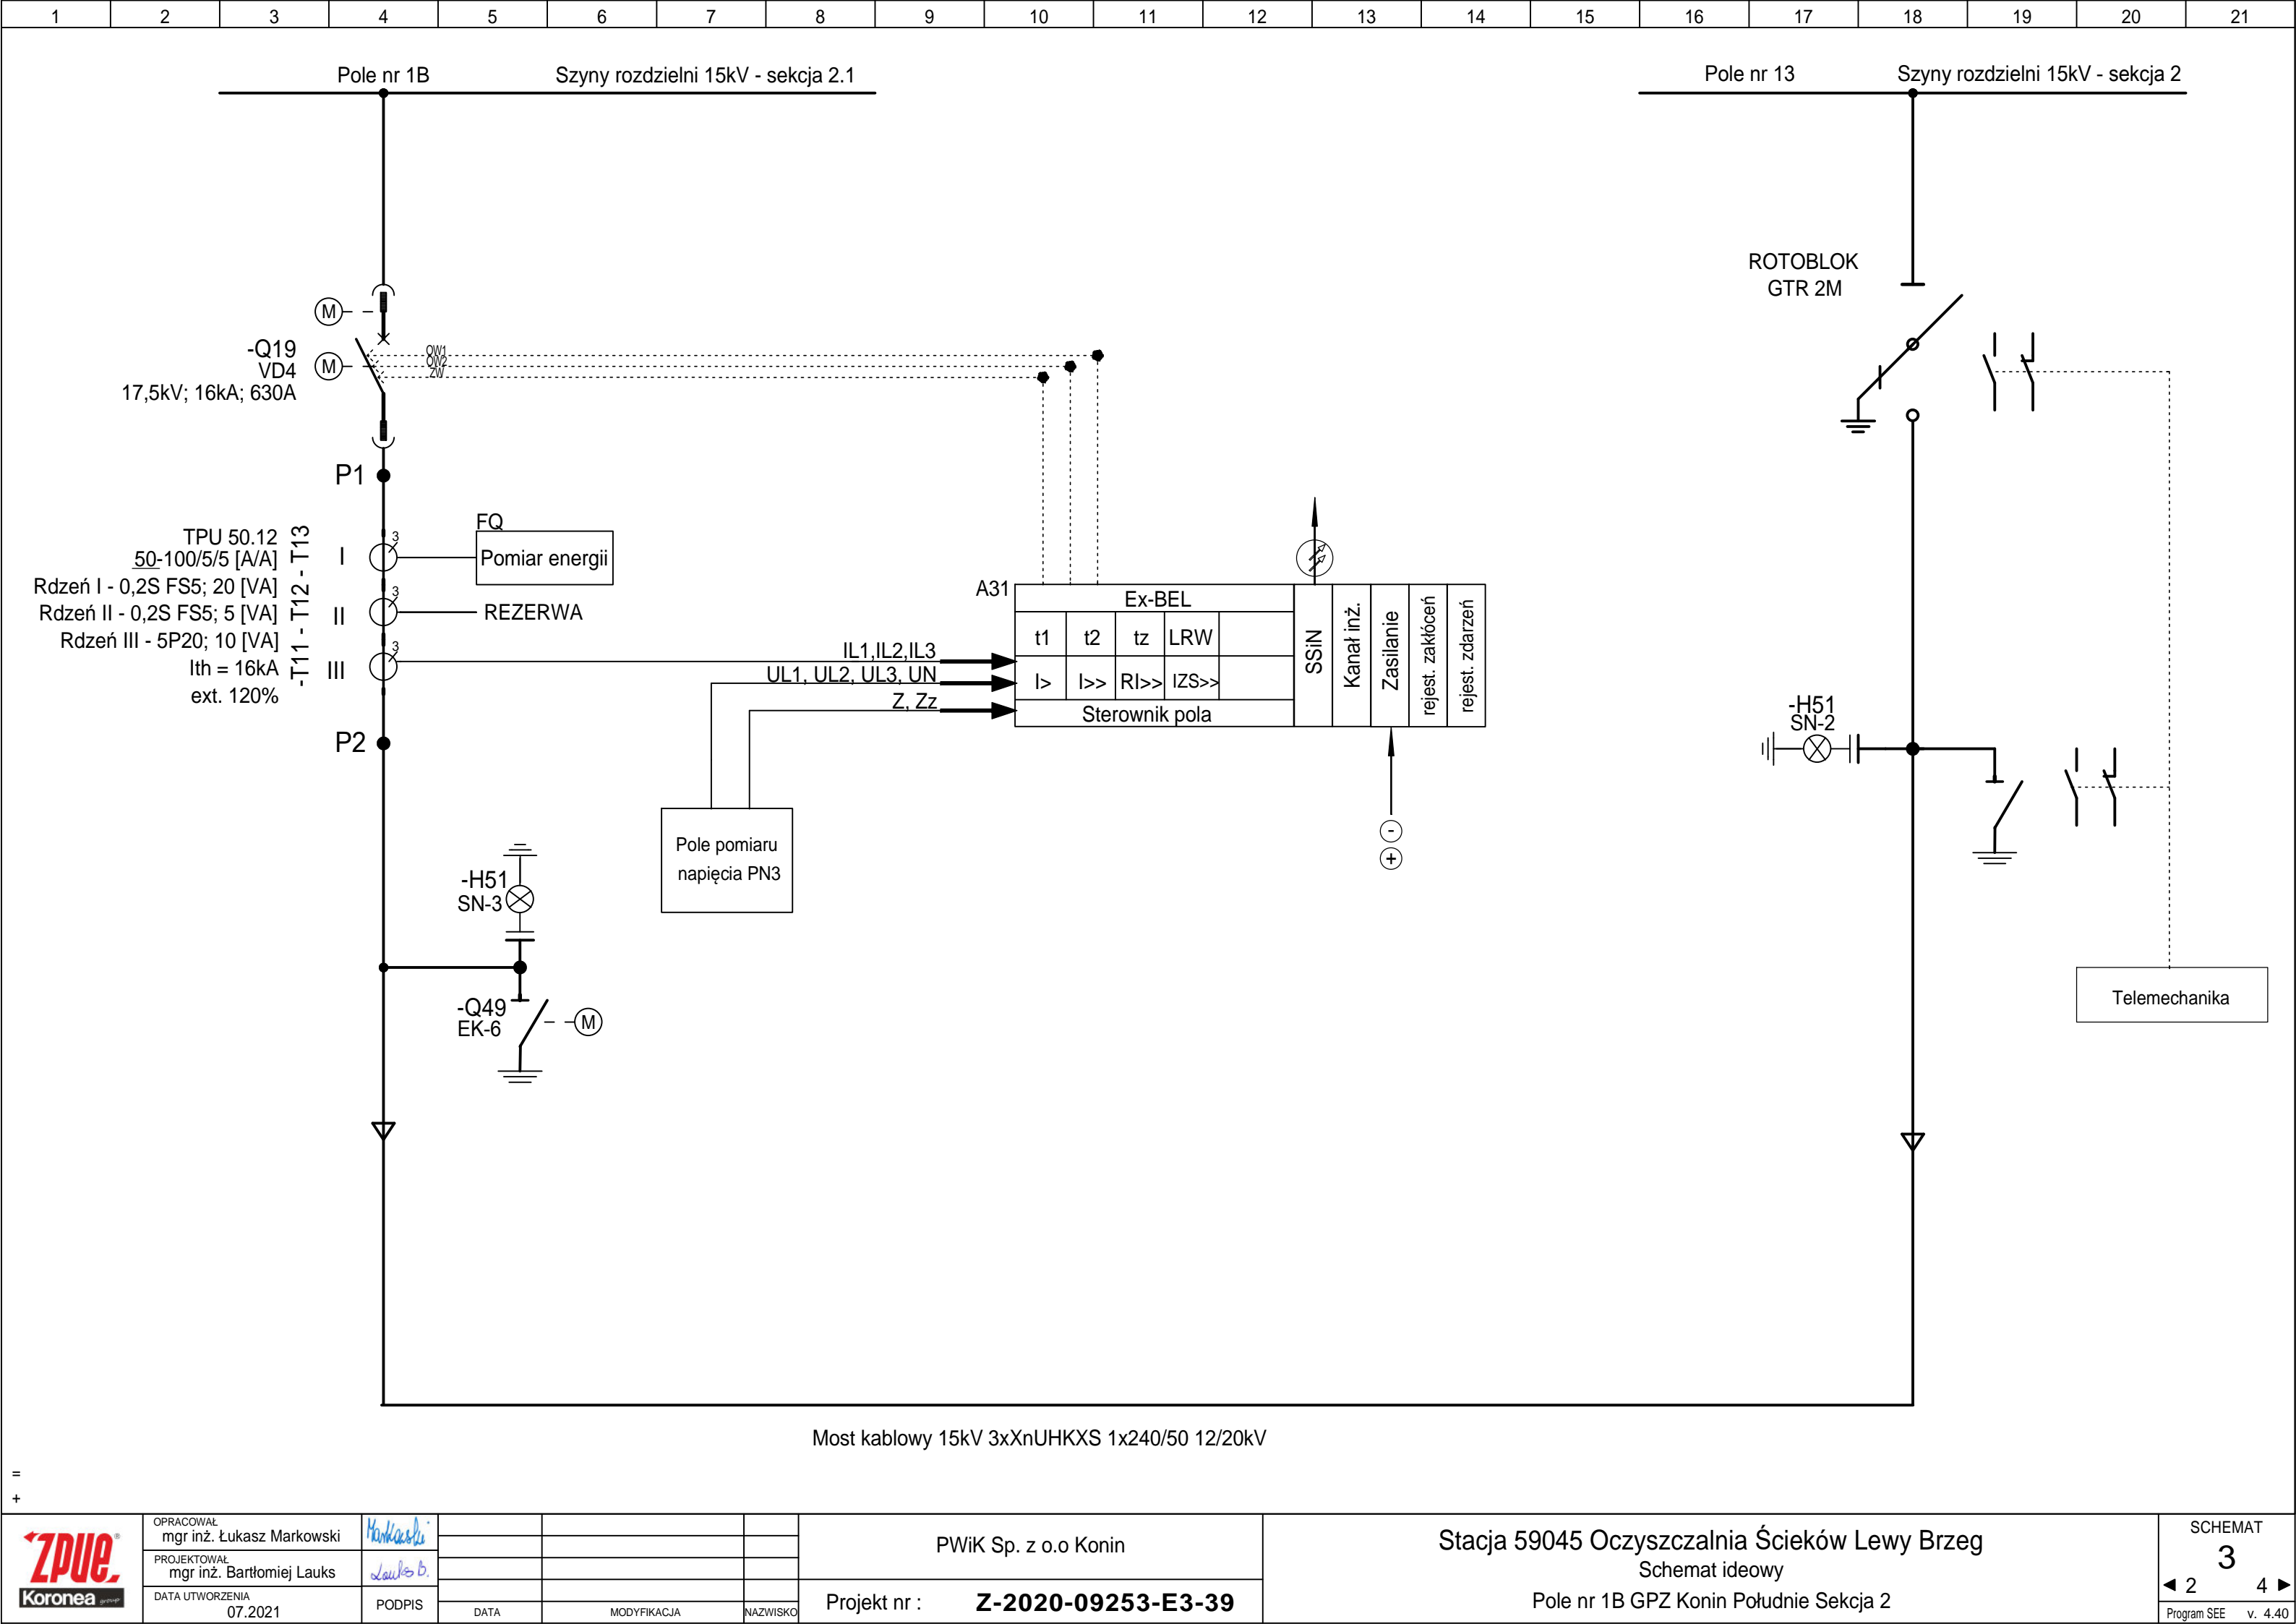 1 2 3 4 5 6 7 8 9 10 11 12 13 14 15 16 17 18 19 20 21
Pole nr 1B
Szyny rozdzielni 15kV - sekcja 2.1
Pole nr 13
Szyny rozdzielni 15kV - sekcja 2
ROTOBLOK
GTR 2M
M
-Q19
VD4
17,5kV; 16kA; 630A
M
OW1
OW2
ZW
P1
TPU 50.12
50-100/5/5 [A/A]
Rdzeń I - 0,2S FS5; 20 [VA]
Rdzeń II - 0,2S FS5; 5 [VA]
Rdzeń III - 5P20; 10 [VA]
Ith = 16kA
ext. 120%
-T11 - T12 - T13
I
3
II
3
III
3
FQ
Pomiar energii
REZERWA
P2
IL1,IL2,IL3
UL1, UL2, UL3, UN
Z, Zz
A31
Ex-BEL
t1 t2 tz LRW
I> I>> RI>> IZS>>
Sterownik pola
SSiN
Kanał inż.
Zasilanie
rejest. zakłóceń
rejest. zdarzeń
-
+
Pole pomiaru
napięcia PN3
-H51
SN-3
-Q49
EK-6
M
-H51
SN-2
Telemechanika
Most kablowy 15kV 3xXnUHKXS 1x240/50 12/20kV
=
+
ZPUE ®
Koronea group
OPRACOWAŁ
mgr inż. Łukasz Markowski
Markowski
PROJEKTOWAŁ
mgr inż. Bartłomiej Lauks
Lauks B.
DATA UTWORZENIA
07.2021
PODPIS
DATA
MODYFIKACJA
NAZWISKO
PWiK Sp. z o.o Konin
Projekt nr : Z-2020-09253-E3-39
Stacja 59045 Oczyszczalnia Ścieków Lewy Brzeg
Schemat ideowy
Pole nr 1B GPZ Konin Południe Sekcja 2
SCHEMAT
3
2 4
Program SEE v. 4.40